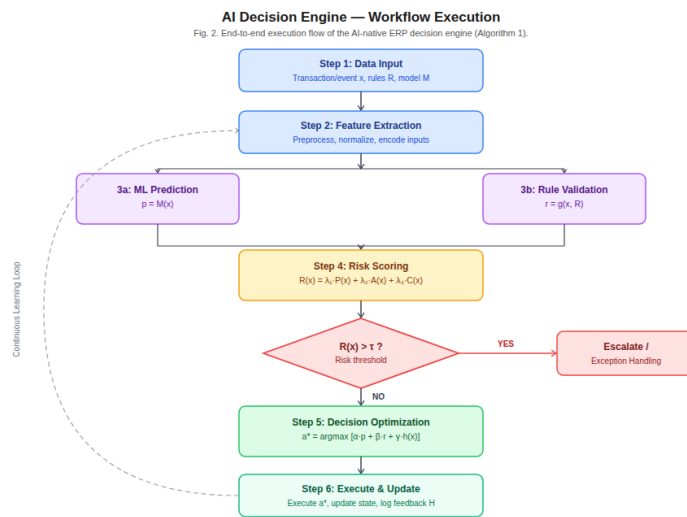 AI Decision Engine — Workflow Execution
Fig. 2. End-to-end execution flow of the AI-native ERP decision engine (Algorithm 1).
Step 1: Data Input
Transaction/event x, rules R, model M
Step 2: Feature Extraction
Preprocess, normalize, encode inputs
3a: ML Prediction
p = M(x)
3b: Rule Validation
r = g(x, R)
Step 4: Risk Scoring
R(x) = λ₁·P(x) + λ₂·A(x) + λ₃·C(x)
R(x) > τ ?
Risk threshold
YES
Escalate /
Exception Handling
NO
Step 5: Decision Optimization
a* = argmax [α·p + β·r + γ·h(x)]
Step 6: Execute & Update
Execute a*, update state, log feedback H
Continuous Learning Loop